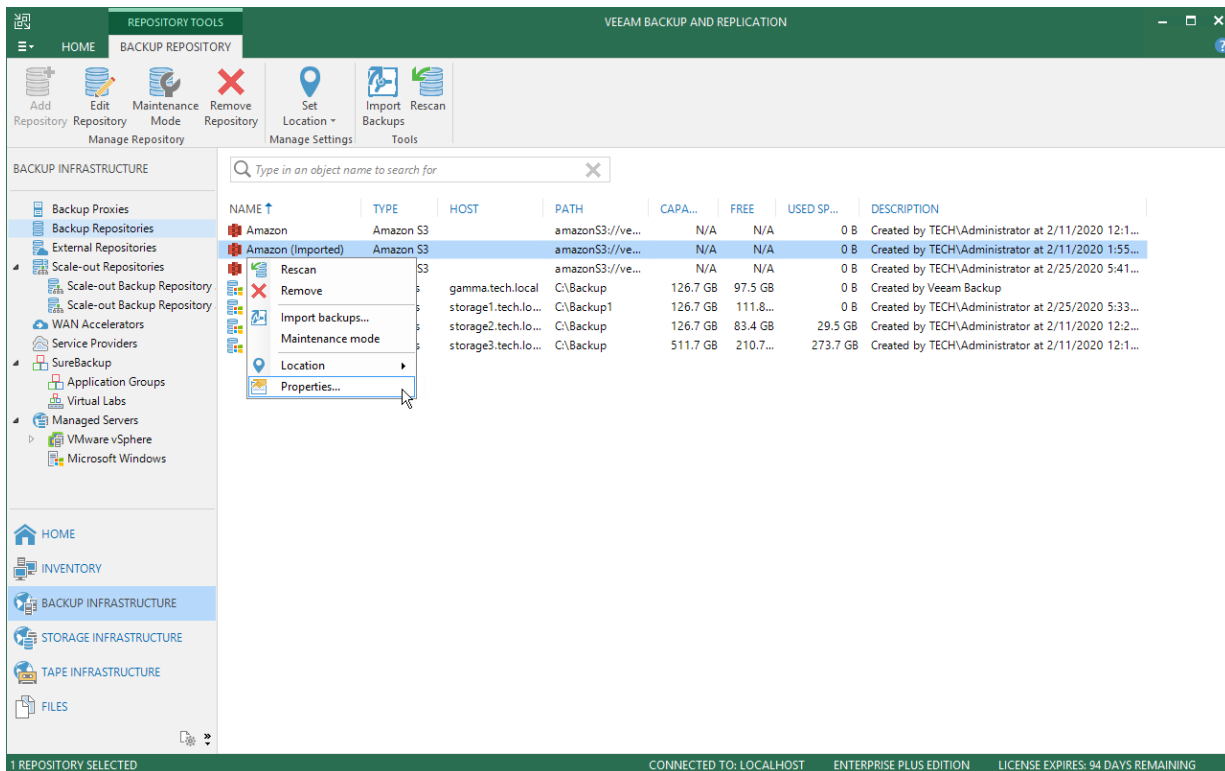 REPOSITORY TOOLS
VEEAM BACKUP AND REPLICATION
HOME BACKUP REPOSITORY
Add Repository
Edit Repository
Maintenance Mode
Remove Repository
Manage Repository
Set Location
Manage Settings
Import Backups
Rescan
Tools
BACKUP INFRASTRUCTURE
Type in an object name to search for
Backup Proxies
Backup Repositories
External Repositories
Scale-out Repositories
Scale-out Backup Repository
Scale-out Backup Repository
WAN Accelerators
Service Providers
SureBackup
Application Groups
Virtual Labs
Managed Servers
VMware vSphere
Microsoft Windows
HOME
INVENTORY
BACKUP INFRASTRUCTURE
STORAGE INFRASTRUCTURE
TAPE INFRASTRUCTURE
FILES
NAME TYPE HOST PATH CAPA... FREE USED SP... DESCRIPTION
Amazon Amazon S3 amazonS3://ve... N/A N/A 0 B Created by TECH\Administrator at 2/11/2020 12:1...
Amazon (Imported) Amazon S3 amazonS3://ve... N/A N/A 0 B Created by TECH\Administrator at 2/11/2020 1:55...
S3 amazonS3://ve... N/A N/A 0 B Created by TECH\Administrator at 2/25/2020 5:41...
gamma.tech.local C:\Backup 126.7 GB 97.5 GB 0 B Created by Veeam Backup
storage1.tech.lo... C:\Backup1 126.7 GB 111.8... 0 B Created by TECH\Administrator at 2/25/2020 5:33...
storage2.tech.lo... C:\Backup 126.7 GB 83.4 GB 29.5 GB Created by TECH\Administrator at 2/11/2020 12:2...
storage3.tech.lo... C:\Backup 511.7 GB 210.7... 273.7 GB Created by TECH\Administrator at 2/11/2020 12:1...
Rescan
Remove
Import backups...
Maintenance mode
Location
Properties...
1 REPOSITORY SELECTED
CONNECTED TO: LOCALHOST ENTERPRISE PLUS EDITION LICENSE EXPIRES: 94 DAYS REMAINING